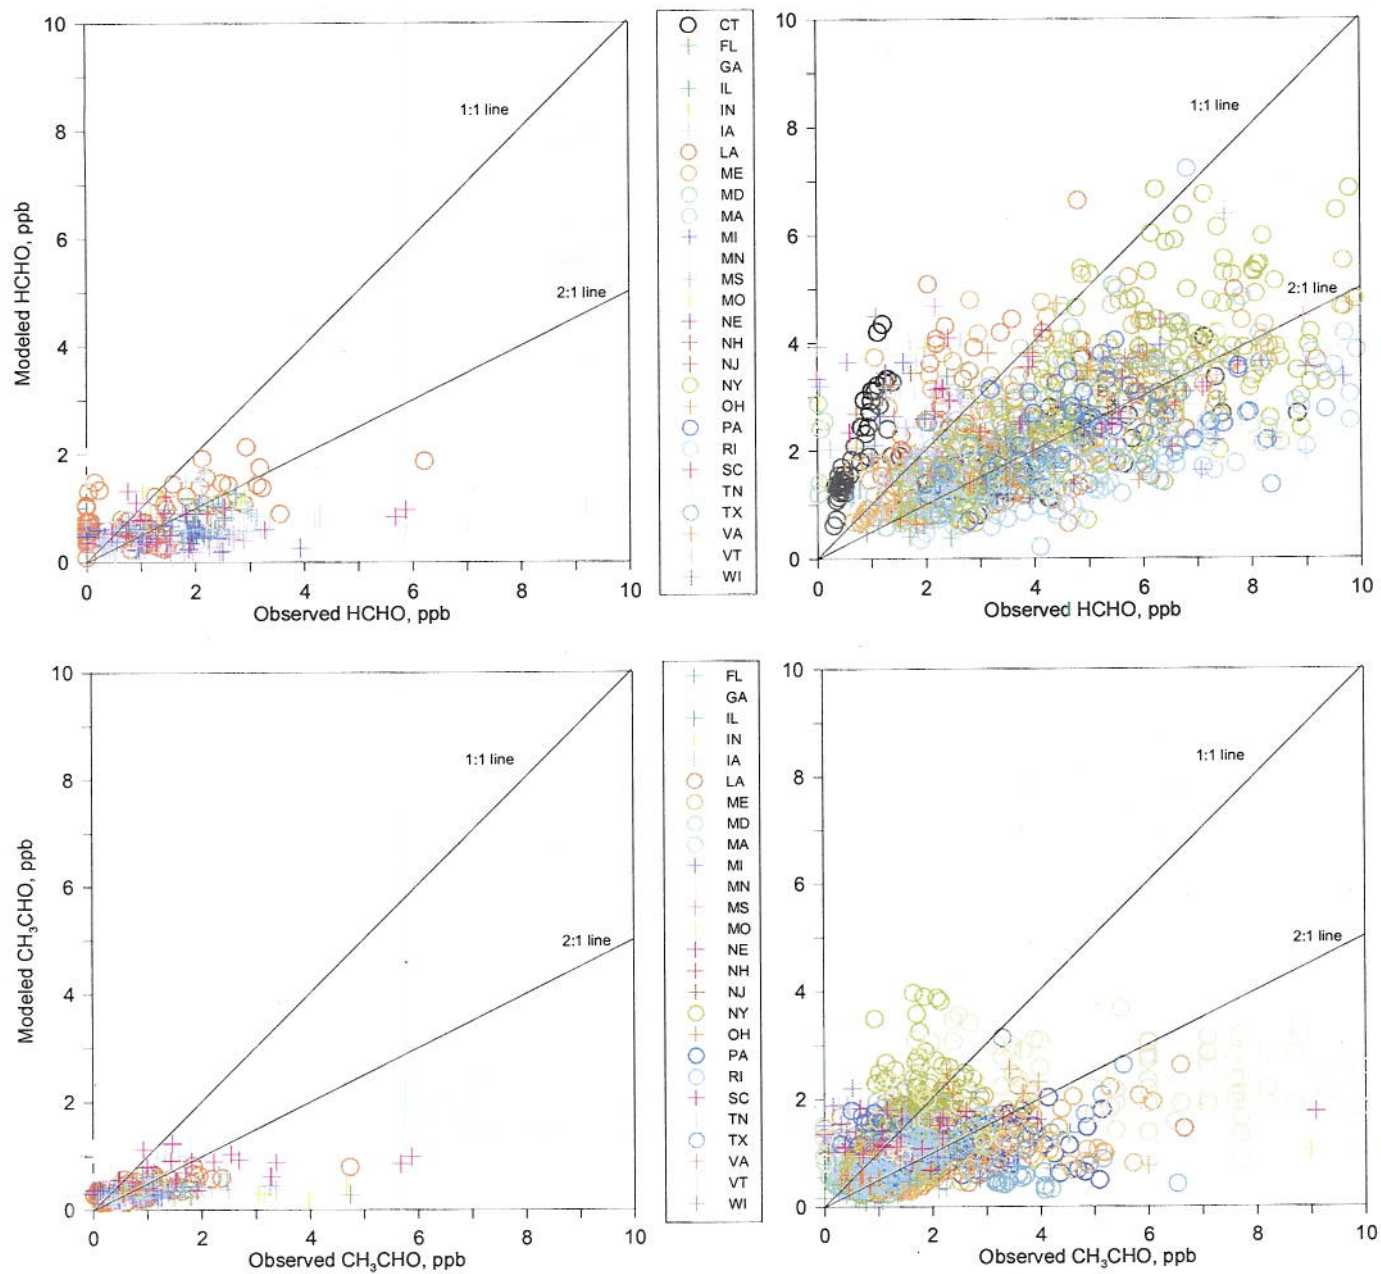 10
8
6
4
2
0
Modeled HCHO, ppb
1:1 line
2:1 line
0 2 4 6 8 10
Observed HCHO, ppb
CT
FL
GA
IL
IN
IA
LA
ME
MD
MA
MI
MN
MS
MO
NE
NH
NJ
NY
OH
PA
RI
SC
TN
TX
VA
VT
WI
10
8
6
4
2
0
1:1 line
2:1 line
0 2 4 6 8 10
Observed HCHO, ppb
10
8
6
4
2
0
Modeled CH₃CHO, ppb
1:1 line
2:1 line
0 2 4 6 8 10
Observed CH₃CHO, ppb
FL
GA
IL
IN
IA
LA
ME
MD
MA
MI
MN
MS
MO
NE
NH
NJ
NY
OH
PA
RI
SC
TN
TX
VA
VT
WI
10
8
6
4
2
0
1:1 line
2:1 line
0 2 4 6 8 10
Observed CH₃CHO, ppb